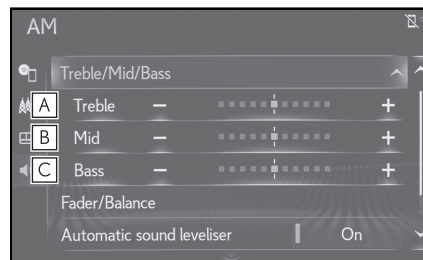 AM
Treble/Mid/Bass
A Treble − +
B Mid − +
C Bass − +
Fader/Balance
Automatic sound leveliser On